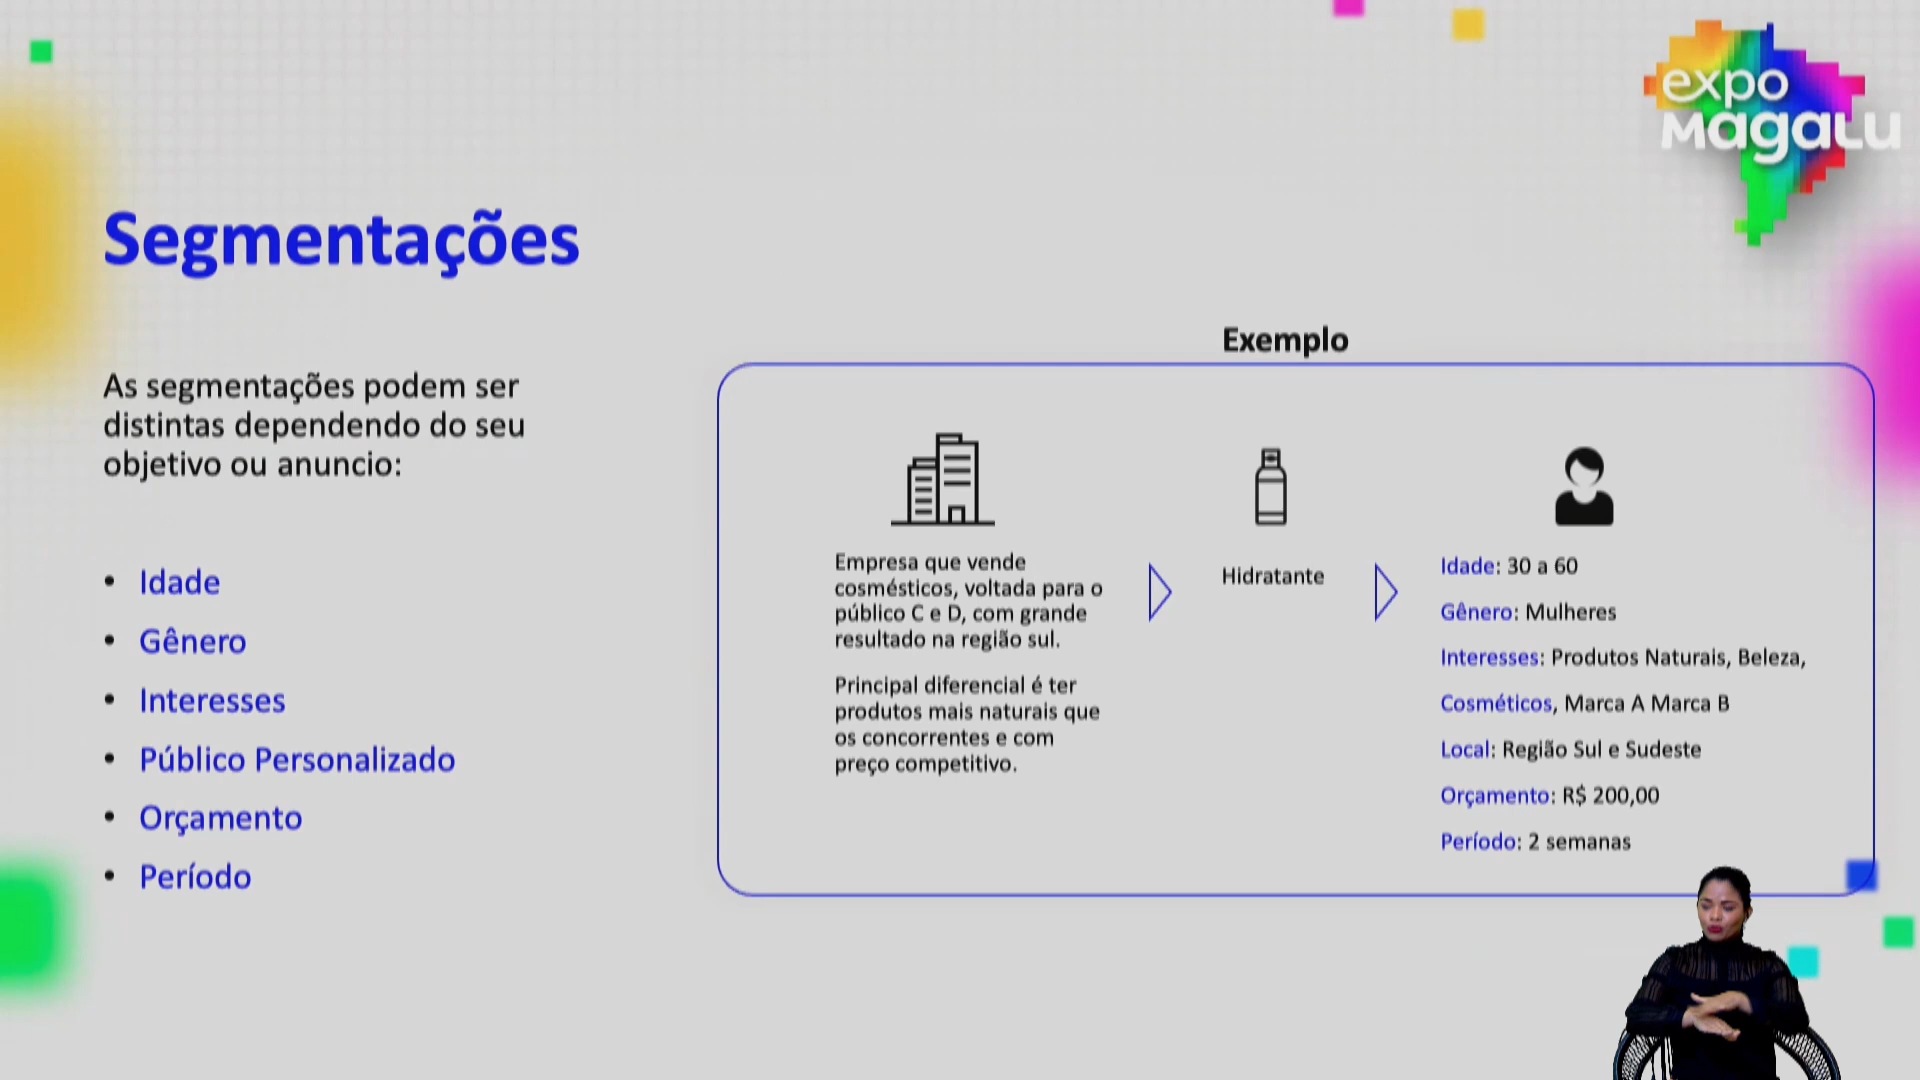 expo
Magalu
Segmentações
As segmentações podem ser
distintas dependendo do seu
objetivo ou anuncio:
• Idade
• Gênero
• Interesses
• Público Personalizado
• Orçamento
• Período
Exemplo
Empresa que vende
cosmésticos, voltada para o
público C e D, com grande
resultado na região sul.
Principal diferencial é ter
produtos mais naturais que
os concorrentes e com
preço competitivo.
Hidratante
Idade: 30 a 60
Gênero: Mulheres
Interesses: Produtos Naturais, Beleza,
Cosméticos, Marca A Marca B
Local: Região Sul e Sudeste
Orçamento: R$ 200,00
Período: 2 semanas